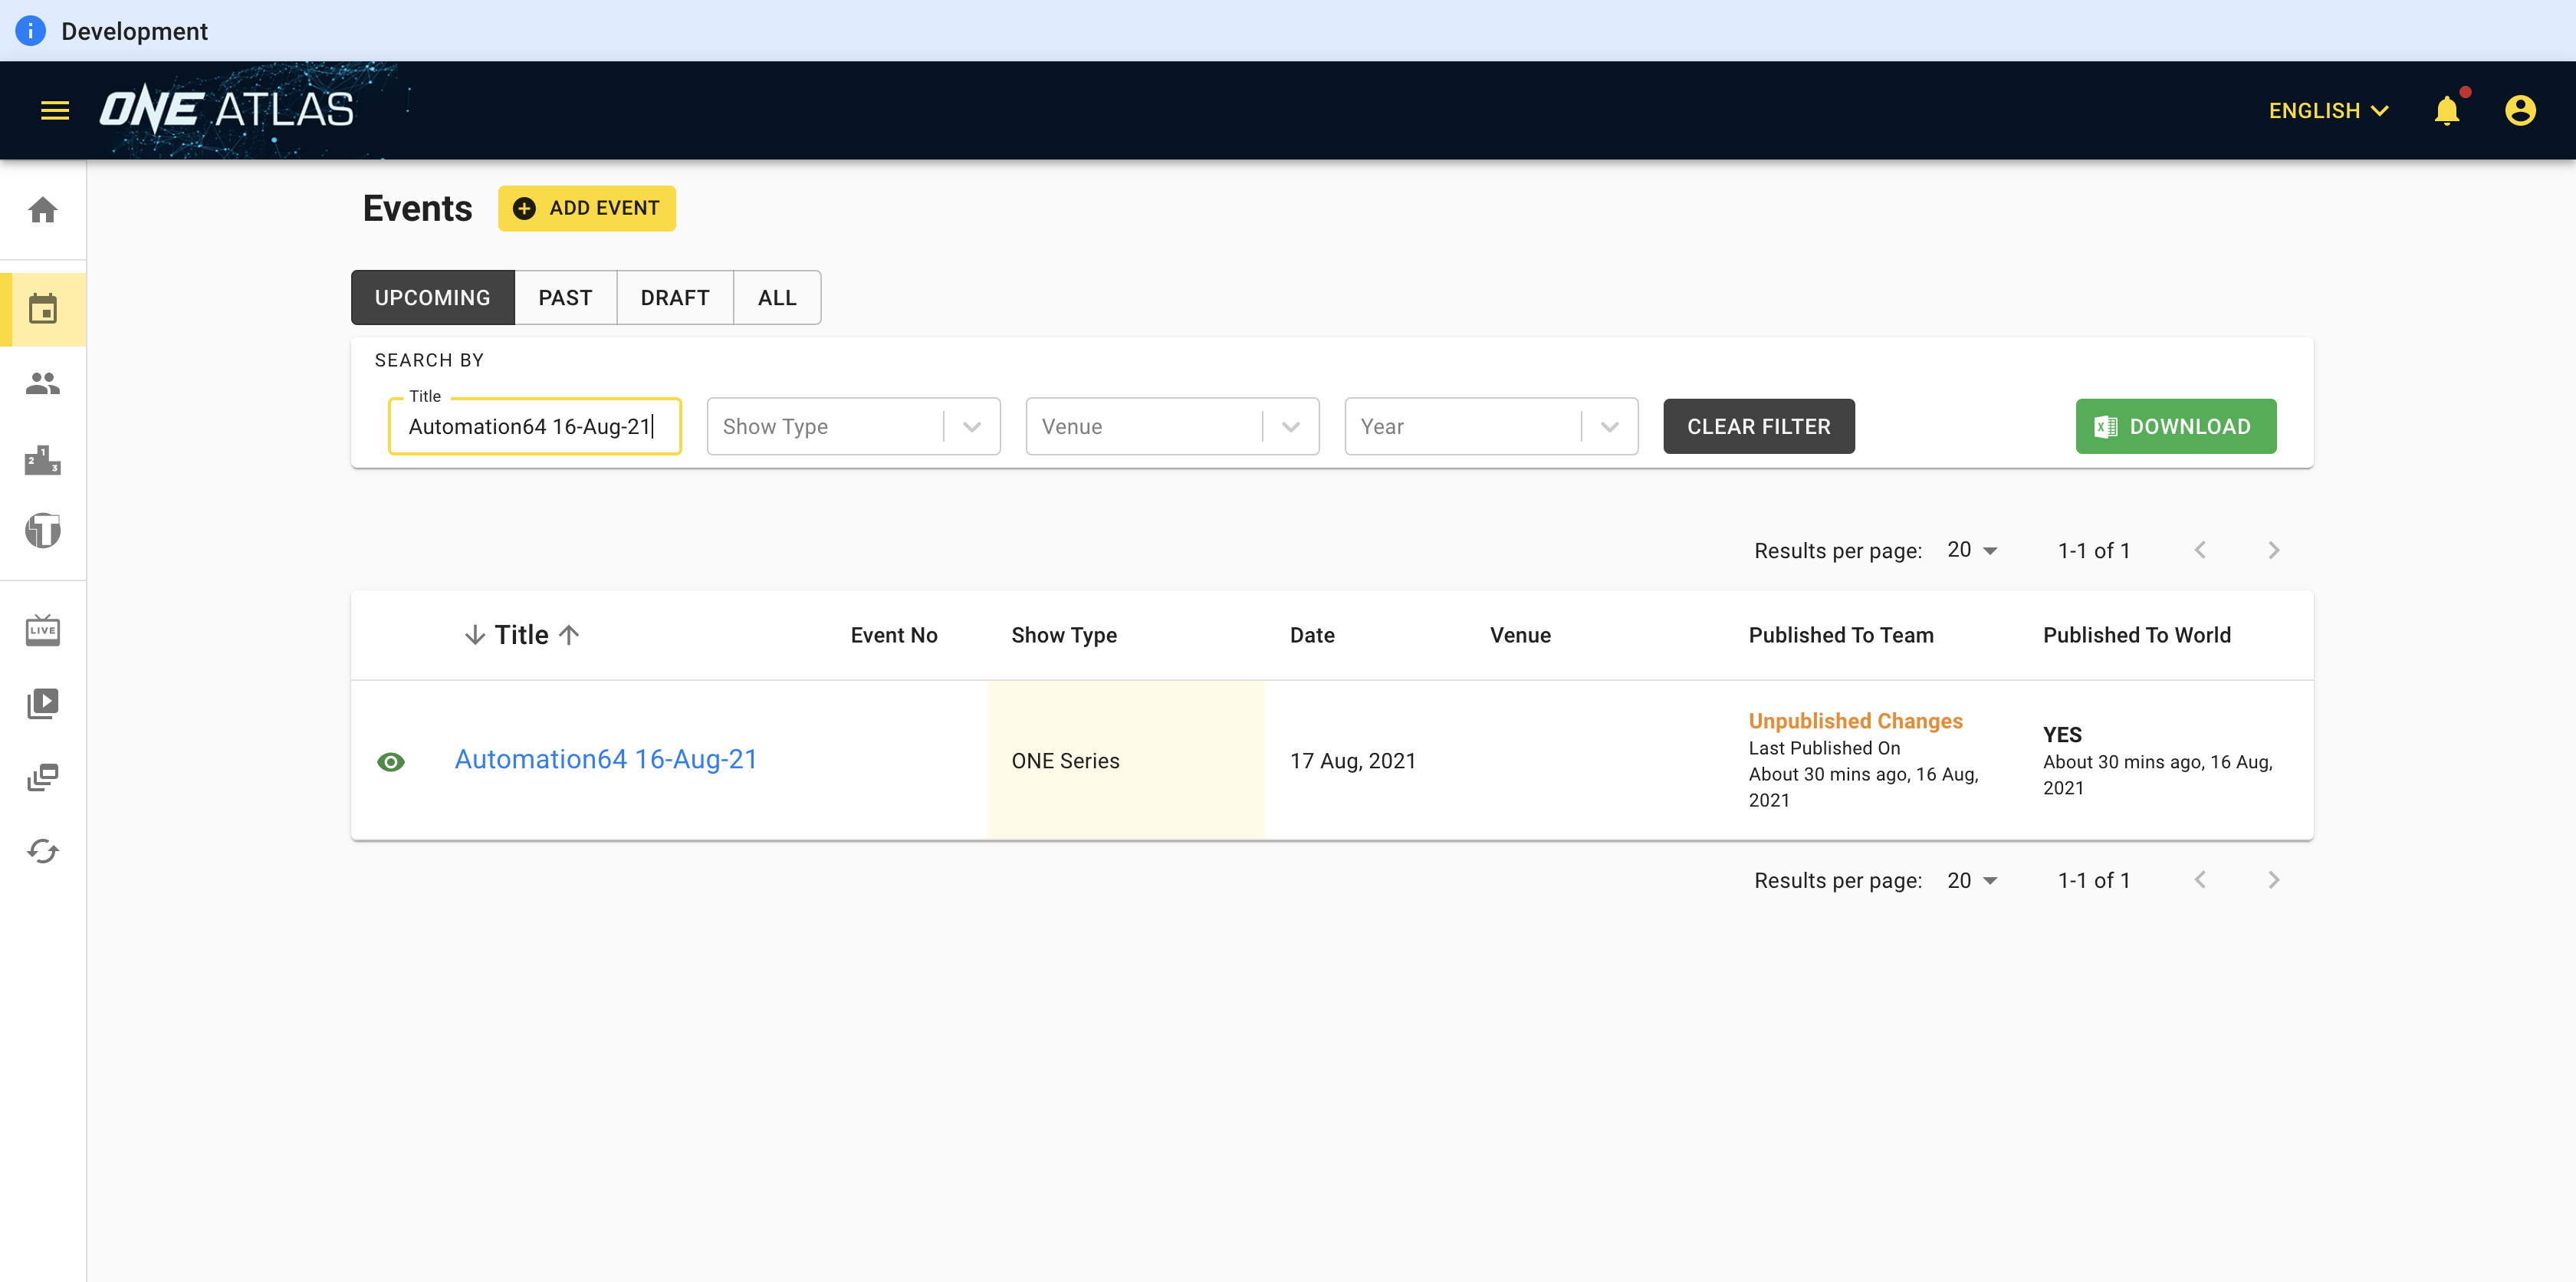 Development
ONE ATLAS
ENGLISH
Events
ADD EVENT
UPCOMING PAST DRAFT ALL
SEARCH BY
Title
Automation64 16-Aug-21
Show Type
Venue
Year
CLEAR FILTER
DOWNLOAD
Results per page: 20 1-1 of 1
Title Event No Show Type Date Venue Published To Team Published To World
Automation64 16-Aug-21
ONE Series
17 Aug, 2021
Unpublished Changes
Last Published On
About 30 mins ago, 16 Aug,
2021
YES
About 30 mins ago, 16 Aug,
2021
Results per page: 20 1-1 of 1
2 1 3
T
LIVE